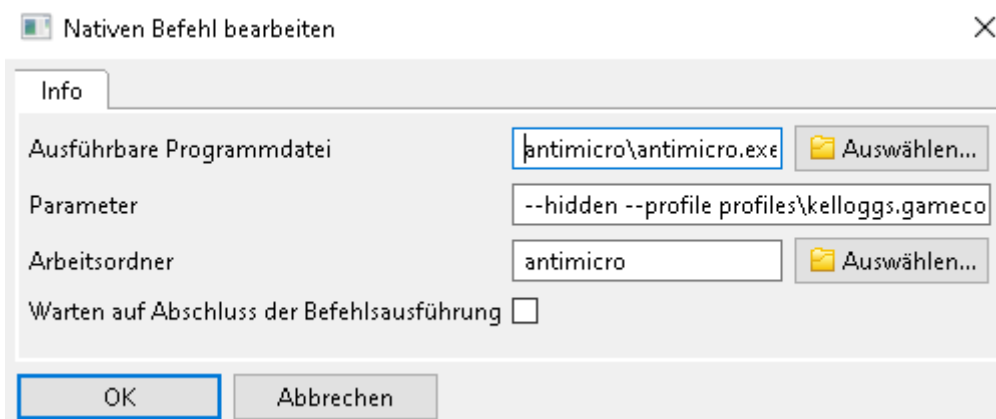 Nativen Befehl bearbeiten
Info
Ausführbare Programmdatei antimicro\antimicro.exe Auswählen...
Parameter --hidden --profile profiles\kelloggs.gameco
Arbeitsordner antimicro Auswählen...
Warten auf Abschluss der Befehlsausführung
OK Abbrechen